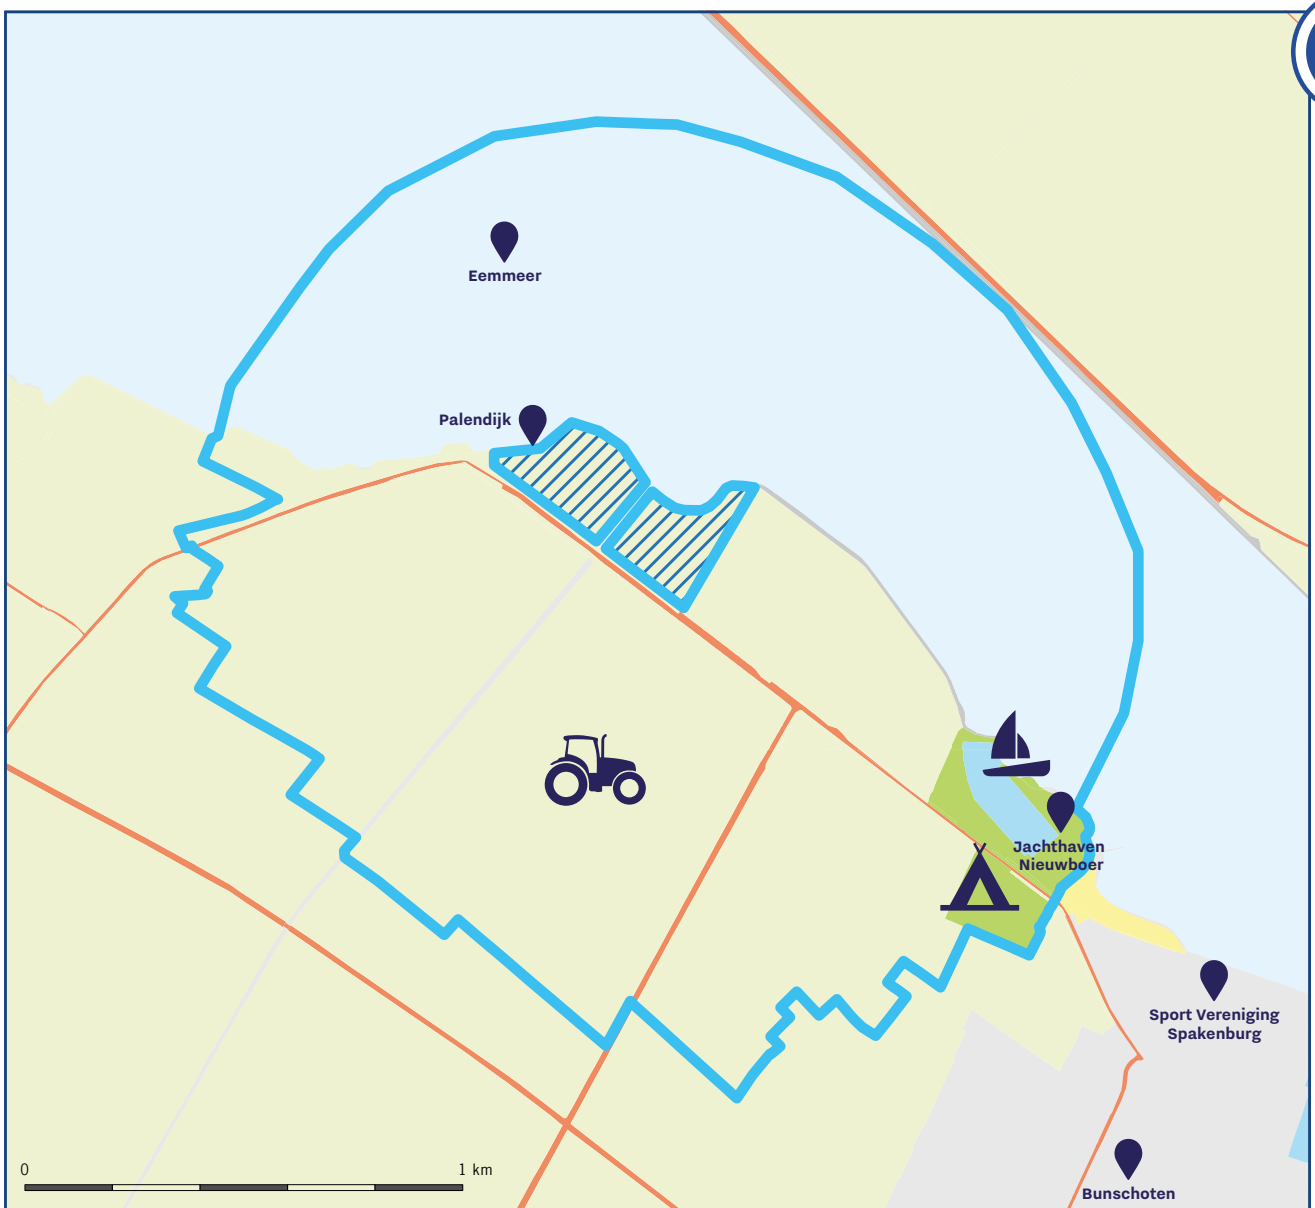 Eemmeer
Palendijk
Jachthaven
Nieuwboer
Sport Vereniging
Spakenburg
0
1 km
Bunschoten